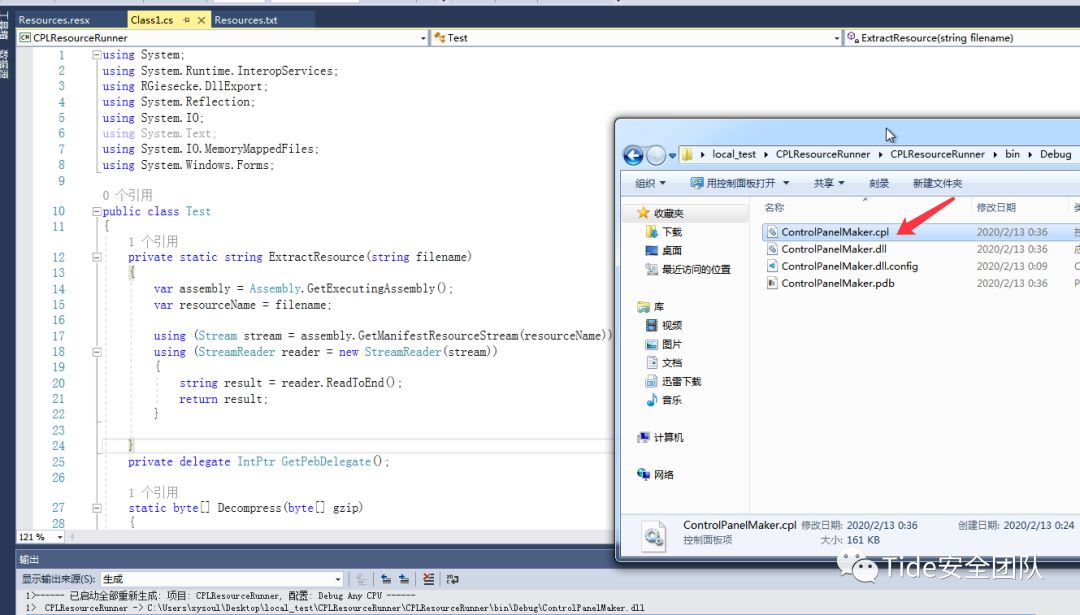 Resources.resx
Class1.cs
Resources.txt
CPLResourceRunner
Test
ExtractResource(string filename)
1 using System;
2 using System.Runtime.InteropServices;
3 using RGiesecke.DllExport;
4 using System.Reflection;
5 using System.IO;
6 using System.Text;
7 using System.IO.MemoryMappedFiles;
8 using System.Windows.Forms;
9
0 个引用
10 public class Test
11 {
1 个引用
12 private static string ExtractResource(string filename)
13 {
14 var assembly = Assembly.GetExecutingAssembly();
15 var resourceName = filename;
16
17 using (Stream stream = assembly.GetManifestResourceStream(resourceName))
18 using (StreamReader reader = new StreamReader(stream))
19 {
20 string result = reader.ReadToEnd();
21 return result;
22 }
23
24 }
25 private delegate IntPtr GetPebDelegate();
26
1 个引用
27 static byte[] Decompress(byte[] gzip)
28 {
121 %
输出
显示输出来源(S): 生成
1>------ 已启动全部重新生成: 项目: CPLResourceRunner, 配置: Debug Any CPU ------
1> CPLResourceRunner -> C:\Users\xysoul\Desktop\local_test\CPLResourceRunner\CPLResourceRunner\bin\Debug\ControlPanelMaker.dll
local_test CPLResourceRunner CPLResourceRunner bin Debug
组织 用控制面板打开 共享 刻录 新建文件夹
收藏夹
下载
桌面
最近访问的位置
库
视频
图片
文档
迅雷下载
音乐
计算机
网络
名称 修改日期
ControlPanelMaker.cpl 2020/2/13 0:36
ControlPanelMaker.dll 2020/2/13 0:36
ControlPanelMaker.dll.config 2020/2/13 0:09
ControlPanelMaker.pdb 2020/2/13 0:36
ControlPanelMaker.cpl 修改日期: 2020/2/13 0:36 创建日期: 2020/2/13 0:24
控制面板项 大小: 161 KB
Tide安全团队